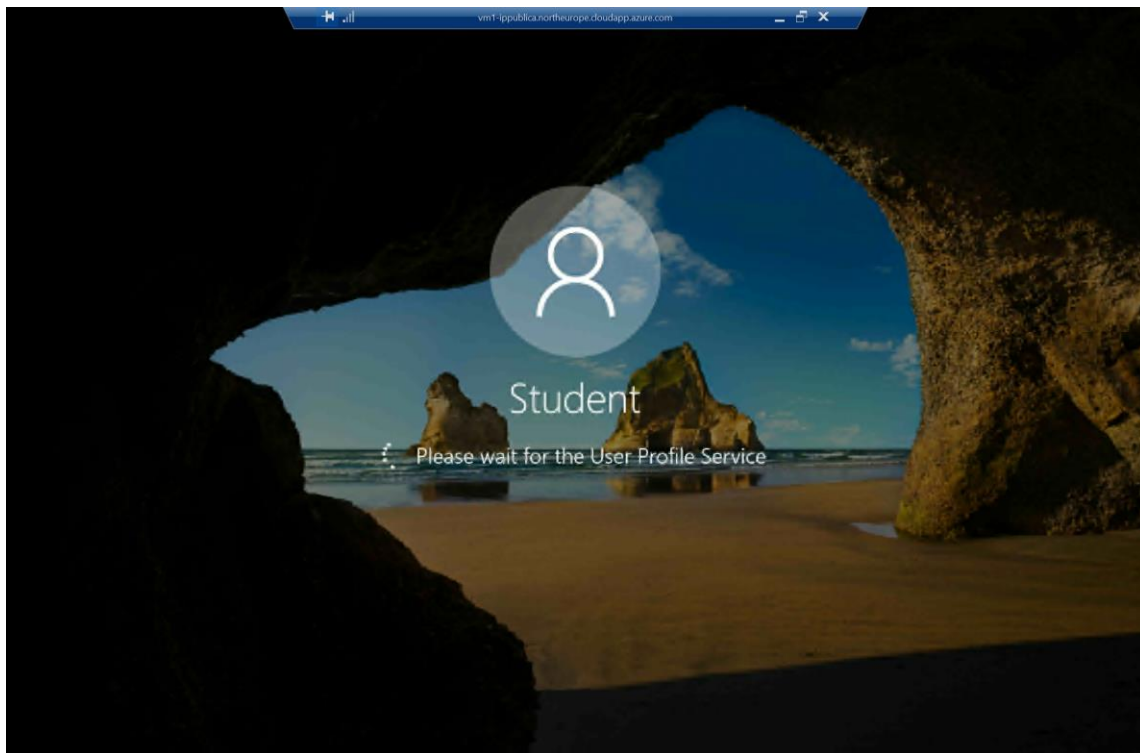 vm1-ippublica.northeurope.cloudapp.azure.com
Student
Please wait for the User Profile Service